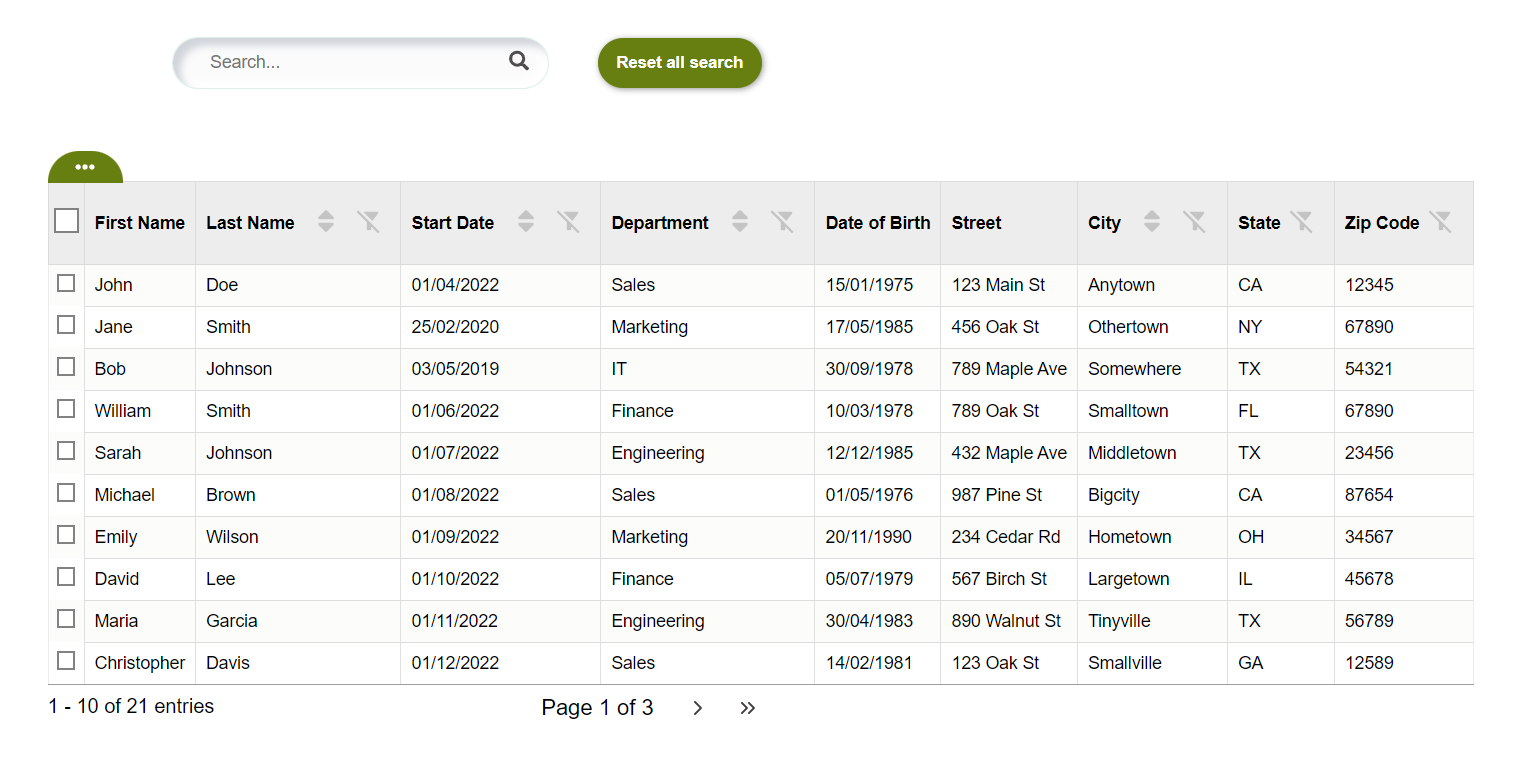 Search...
Reset all search
First Name Last Name Start Date Department Date of Birth Street City State Zip Code
John Doe 01/04/2022 Sales 15/01/1975 123 Main St Anytown CA 12345
Jane Smith 25/02/2020 Marketing 17/05/1985 456 Oak St Othertown NY 67890
Bob Johnson 03/05/2019 IT 30/09/1978 789 Maple Ave Somewhere TX 54321
William Smith 01/06/2022 Finance 10/03/1978 789 Oak St Smalltown FL 67890
Sarah Johnson 01/07/2022 Engineering 12/12/1985 432 Maple Ave Middletown TX 23456
Michael Brown 01/08/2022 Sales 01/05/1976 987 Pine St Bigcity CA 87654
Emily Wilson 01/09/2022 Marketing 20/11/1990 234 Cedar Rd Hometown OH 34567
David Lee 01/10/2022 Finance 05/07/1979 567 Birch St Largetown IL 45678
Maria Garcia 01/11/2022 Engineering 30/04/1983 890 Walnut St Tinyville TX 56789
Christopher Davis 01/12/2022 Sales 14/02/1981 123 Oak St Smallville GA 12589
1 - 10 of 21 entries Page 1 of 3